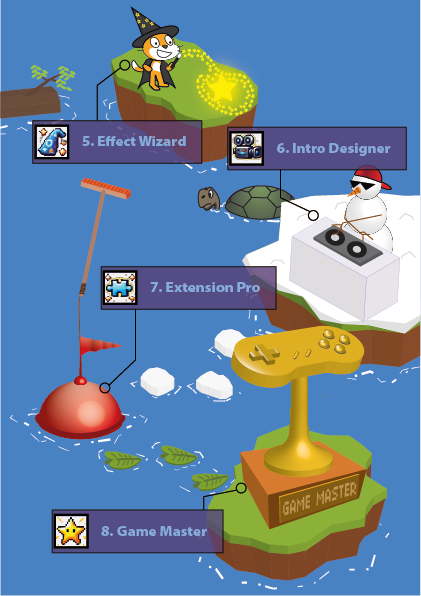 5. Effect Wizard
6. Intro Designer
7. Extension Pro
GAME MASTER
8. Game Master